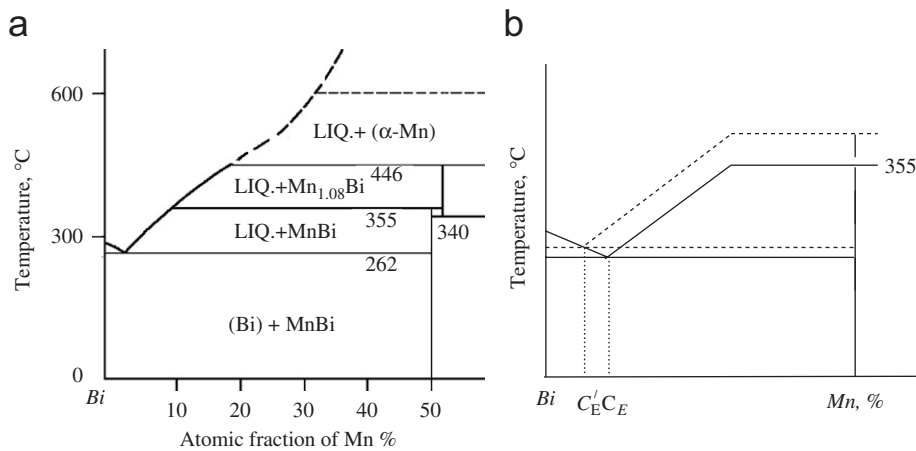 a
Temperature, °C
600
300
0
LIQ.+ (α-Mn)
446
LIQ.+Mn1.08Bi
355
LIQ.+MnBi
340
262
(Bi) + MnBi
Bi
10
20
30
40
50
Atomic fraction of Mn %
b
Temperature, °C
355
Bi
C′E CE
Mn, %